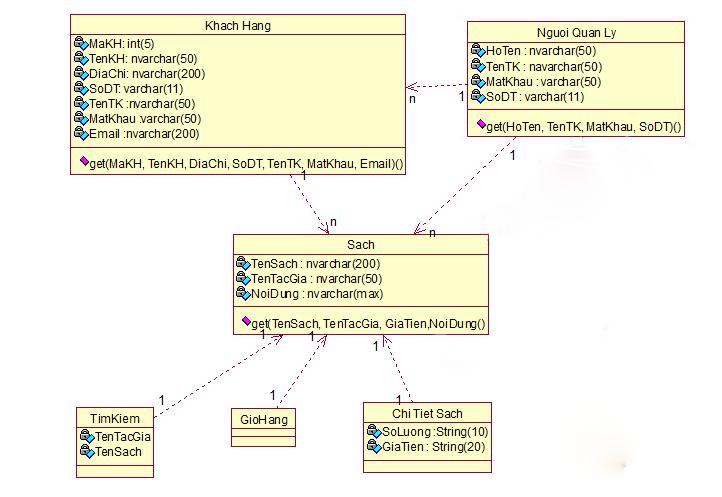 Khach Hang
MaKH: int(5)
TenKH: nvarchar(50)
DiaChi: nvarchar(200)
SoDT: varchar(11)
TenTK :nvarchar(50)
MatKhau :varchar(50)
Email :nvarchar(200)
get(MaKH, TenKH, DiaChi, SoDT, TenTK, MatKhau, Email)()
Nguoi Quan Ly
HoTen : nvarchar(50)
TenTK : navarchar(50)
MatKhau : varchar(50)
SoDT : varchar(11)
get(HoTen, TenTK, MatKhau, SoDT)()
n
1
1
1
n
n
Sach
TenSach : nvarchar(200)
TenTacGia : nvarchar(50)
NoiDung : nvarchar(max)
get(TenSach, TenTacGia, GiaTien,NoiDung()
1
1
1
1
1
1
TimKiem
TenTacGia
TenSach
GioHang
Chi Tiet Sach
SoLuong :String(10)
GiaTien : String(20)